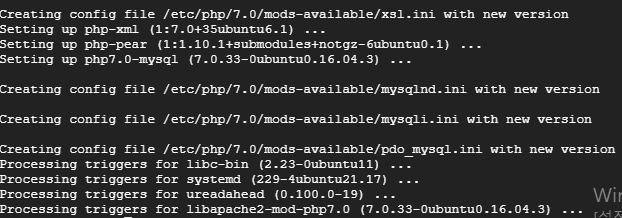 Creating config file /etc/php/7.0/mods-available/xsl.ini with new version
Setting up php-xml (1:7.0+35ubuntu6.1) ...
Setting up php-pear (1:1.10.1+submodules+notgz-6ubuntu0.1) ...
Setting up php7.0-mysql (7.0.33-0ubuntu0.16.04.3) ...
Creating config file /etc/php/7.0/mods-available/mysqlnd.ini with new version
Creating config file /etc/php/7.0/mods-available/mysqli.ini with new version
Creating config file /etc/php/7.0/mods-available/pdo_mysql.ini with new version
Processing triggers for libc-bin (2.23-0ubuntu11) ...
Processing triggers for systemd (229-4ubuntu21.17) ...
Processing triggers for ureadahead (0.100.0-19) ...
Processing triggers for libapache2-mod-php7.0 (7.0.33-0ubuntu0.16.04.3) ...
Win